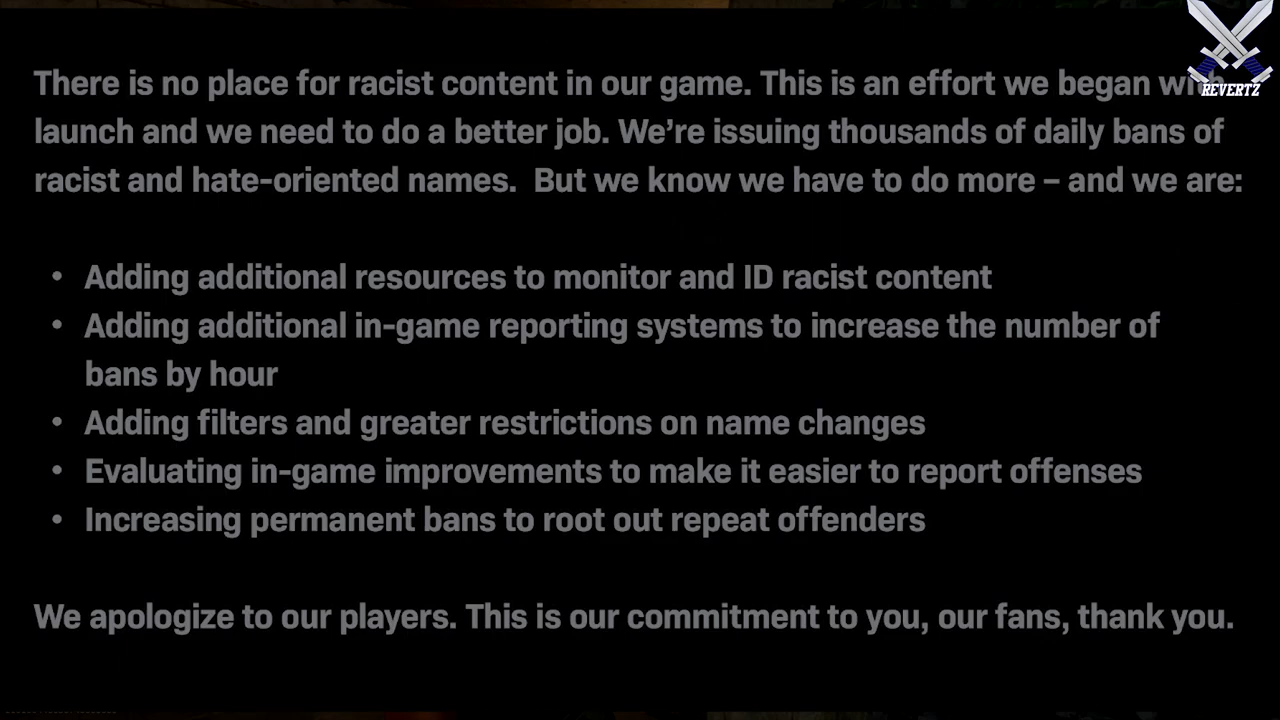 REVERTZ
There is no place for racist content in our game. This is an effort we began with
launch and we need to do a better job. We’re issuing thousands of daily bans of
racist and hate-oriented names.  But we know we have to do more – and we are:
• Adding additional resources to monitor and ID racist content
• Adding additional in-game reporting systems to increase the number of
bans by hour
• Adding filters and greater restrictions on name changes
• Evaluating in-game improvements to make it easier to report offenses
• Increasing permanent bans to root out repeat offenders
We apologize to our players. This is our commitment to you, our fans, thank you.